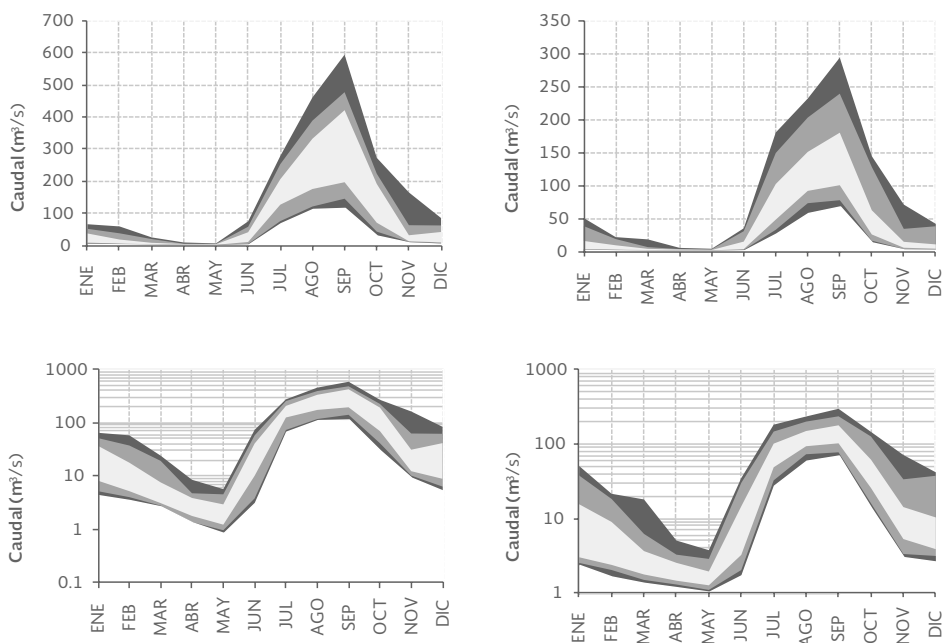 700
600
500
400
300
200
100
0
Caudal (m³/s)
ENE
FEB
MAR
ABR
MAY
JUN
JUL
AGO
SEP
OCT
NOV
DIC
350
300
250
200
150
100
50
0
Caudal (m³/s)
ENE
FEB
MAR
ABR
MAY
JUN
JUL
AGO
SEP
OCT
NOV
DIC
1000
100
10
1
0.1
Caudal (m³/s)
ENE
FEB
MAR
ABR
MAY
JUN
JUL
AGO
SEP
OCT
NOV
DIC
1000
100
10
1
Caudal (m³/s)
ENE
FEB
MAR
ABR
MAY
JUN
JUL
AGO
SEP
OCT
NOV
DIC